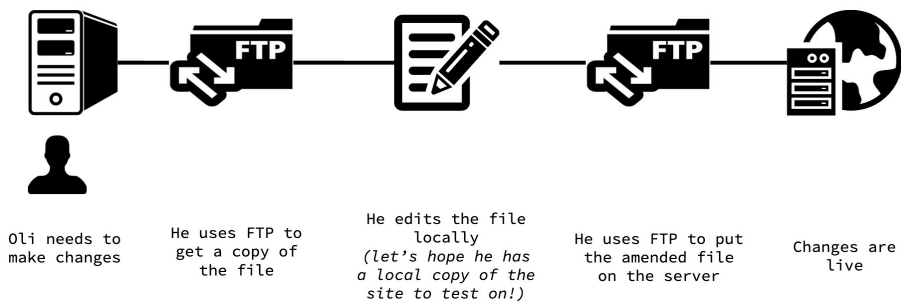 FTP
FTP
Oli needs to
make changes
He uses FTP to
get a copy of
the file
He edits the file
locally
(let's hope he has
a local copy of the
site to test on!)
He uses FTP to put
the amended file
on the server
Changes are
live